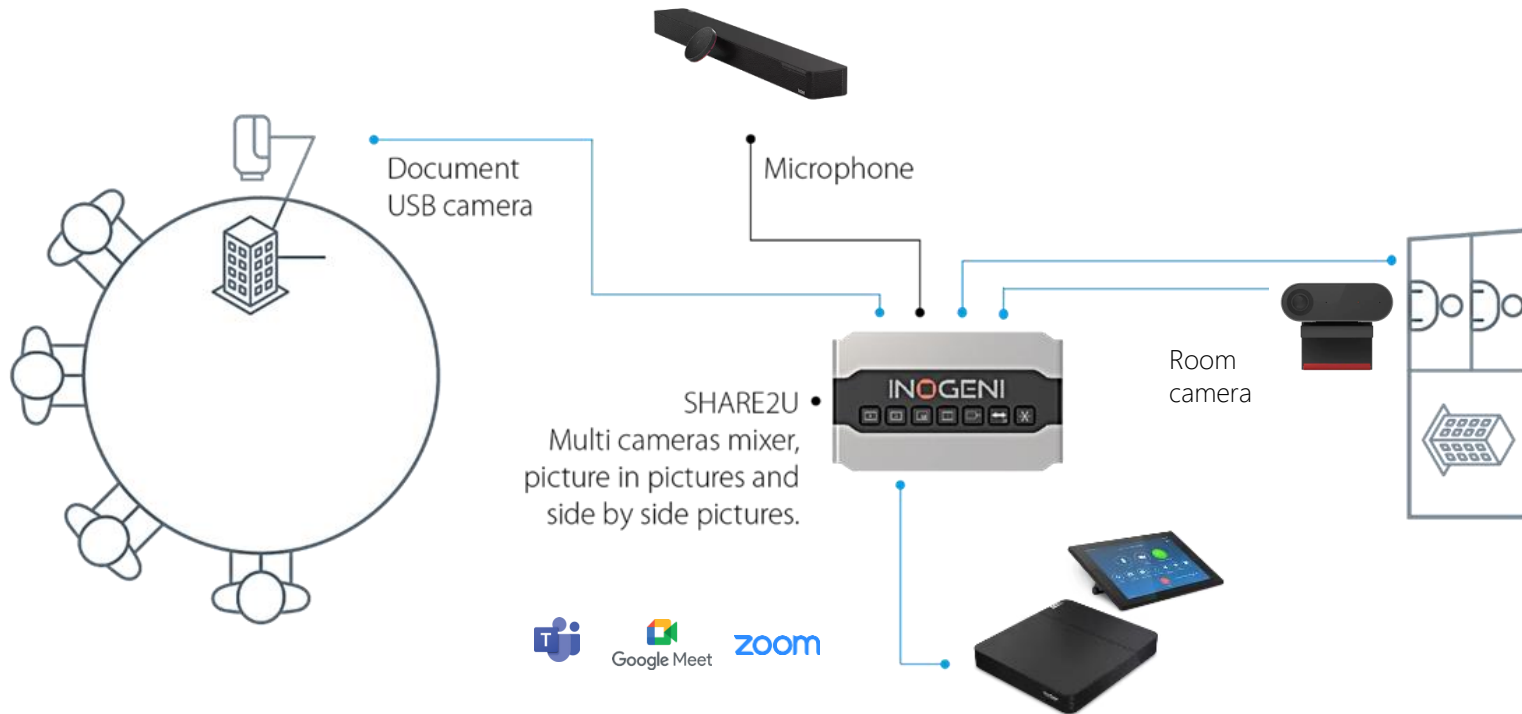 Document
USB camera
Microphone
Room
camera
INOGENI
SHARE2U
Multi cameras mixer,
picture in pictures and
side by side pictures.
T
Google Meet
zoom